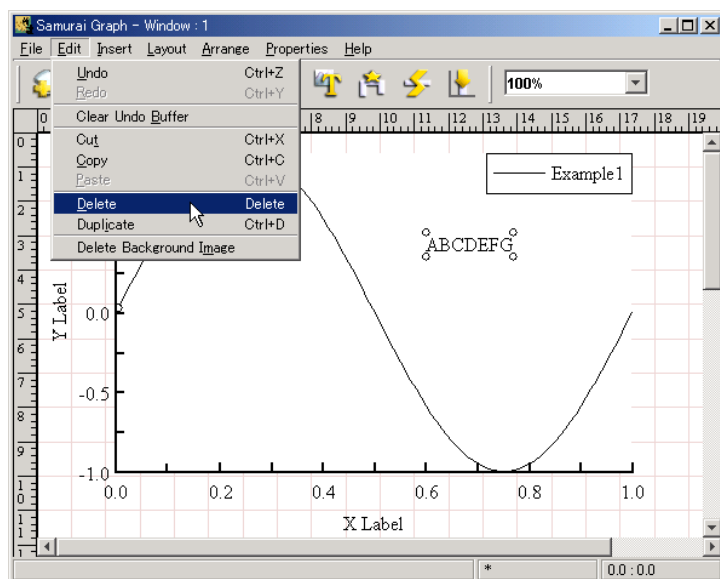 Samurai Graph - Window : 1
File Edit Insert Layout Arrange Properties Help
Undo Ctrl+Z
Redo Ctrl+Y
Clear Undo Buffer
Cut Ctrl+X
Copy Ctrl+C
Paste Ctrl+V
Delete Delete
Duplicate Ctrl+D
Delete Background Image
100%
0 8 9 10 11 12 13 14 15 16 17 18 19
0
1
2
3
4
5
6
7
8
9
10
11
Example1
ABCDEFG
Y Label
0.0
-0.5
-1.0
0.0 0.2 0.4 0.6 0.8 1.0
X Label
* 0.0 : 0.0